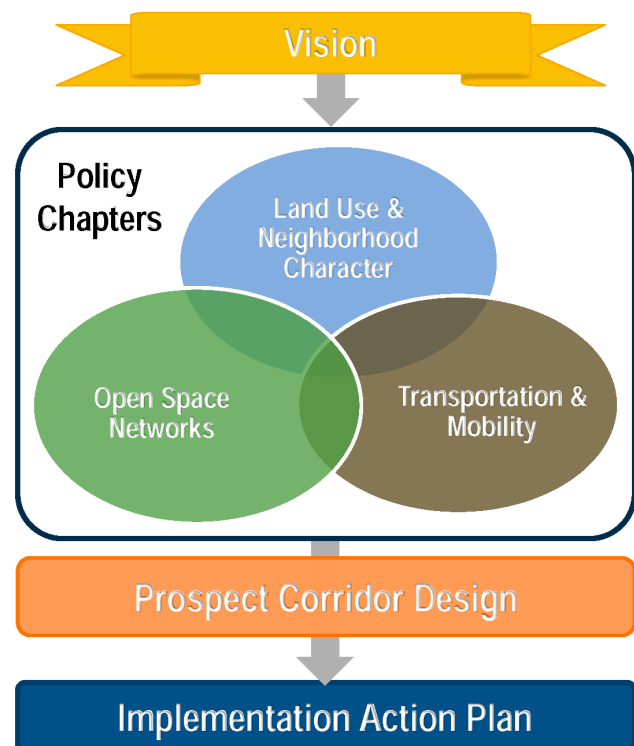 Vision
Policy
Chapters
Land Use &
Neighborhood
Character
Open Space
Networks
Transportation &
Mobility
Prospect Corridor Design
Implementation Action Plan